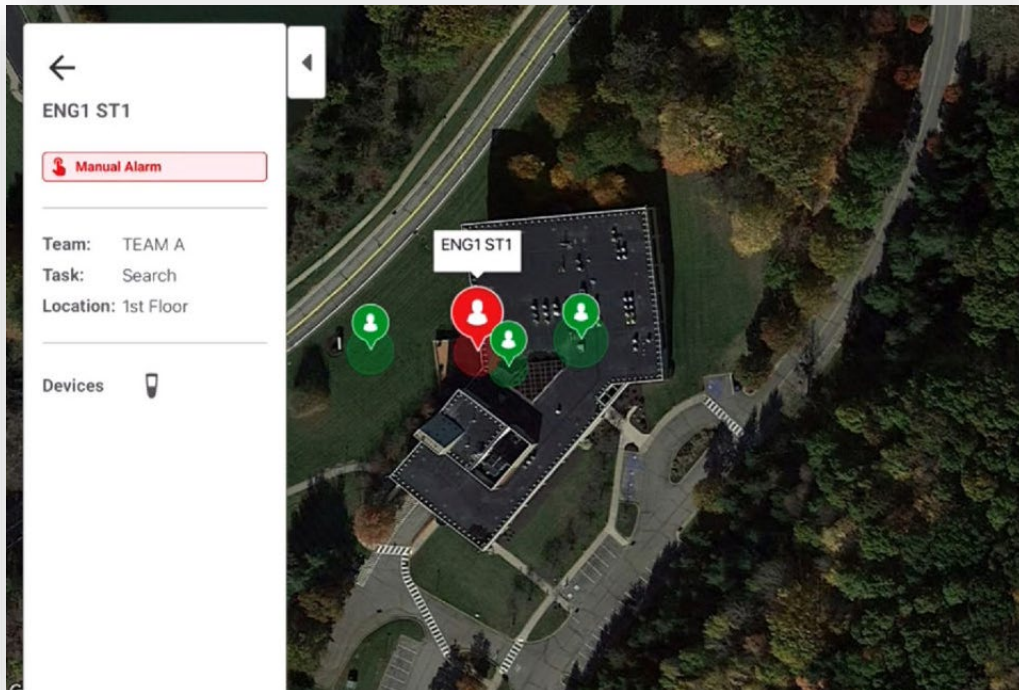 ENG1 ST1
Manual Alarm
Team: TEAM A
Task: Search
Location: 1st Floor
Devices
ENG1 ST1